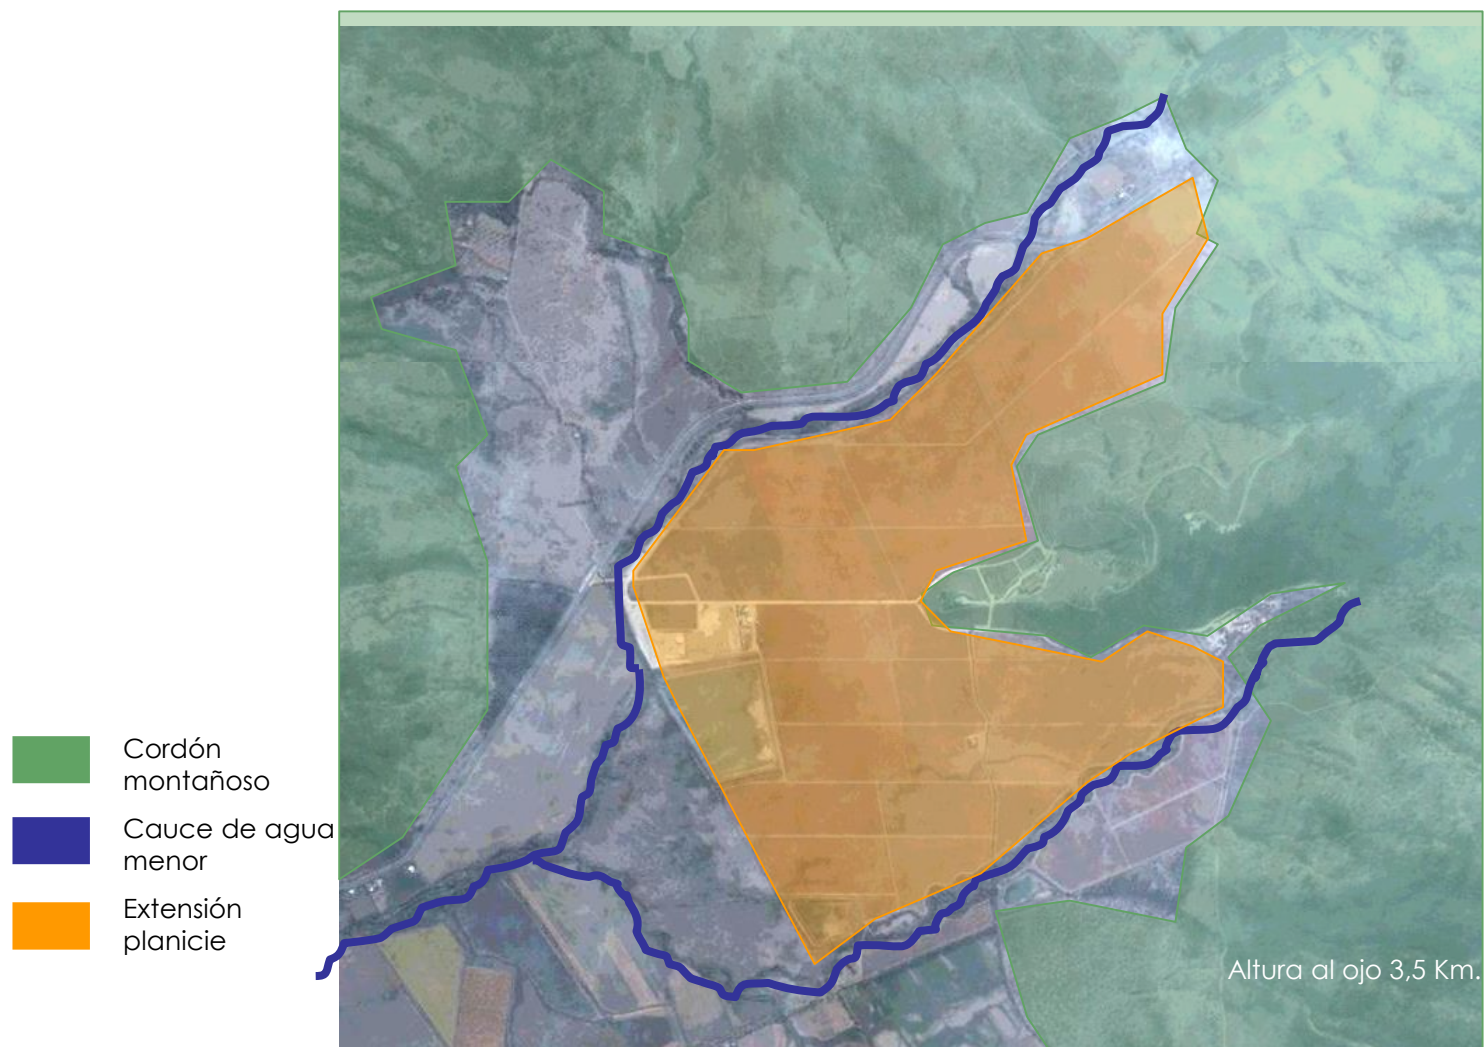 Cordón
montañoso
Cauce de agua
menor
Extensión
planicie
Altura al ojo 3,5 Km.